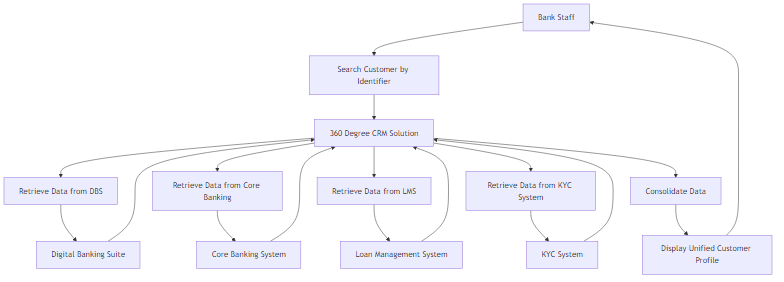 Bank Staff
Search Customer by
Identifier
360 Degree CRM Solution
Retrieve Data from DBS
Retrieve Data from Core
Banking
Retrieve Data from LMS
Retrieve Data from KYC
System
Consolidate Data
Digital Banking Suite
Core Banking System
Loan Management System
KYC System
Display Unified Customer
Profile